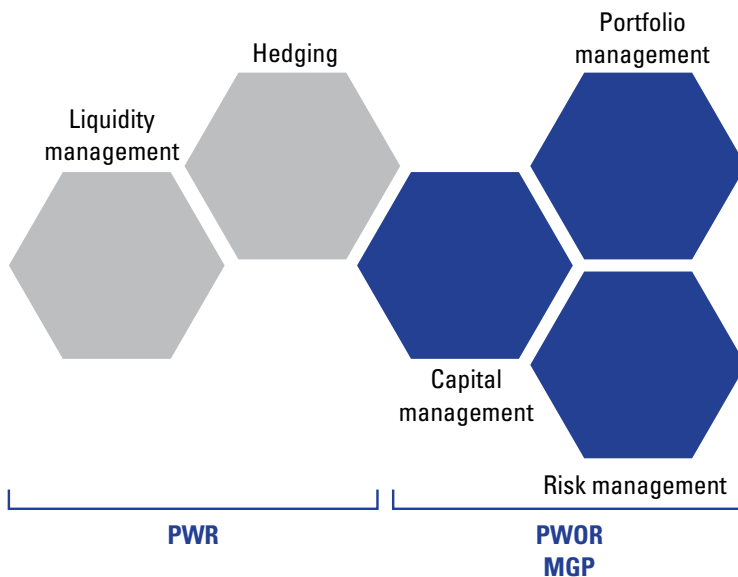 Portfolio
management
Hedging
Liquidity
management
Capital
management
Risk management
PWR
PWOR
MGP